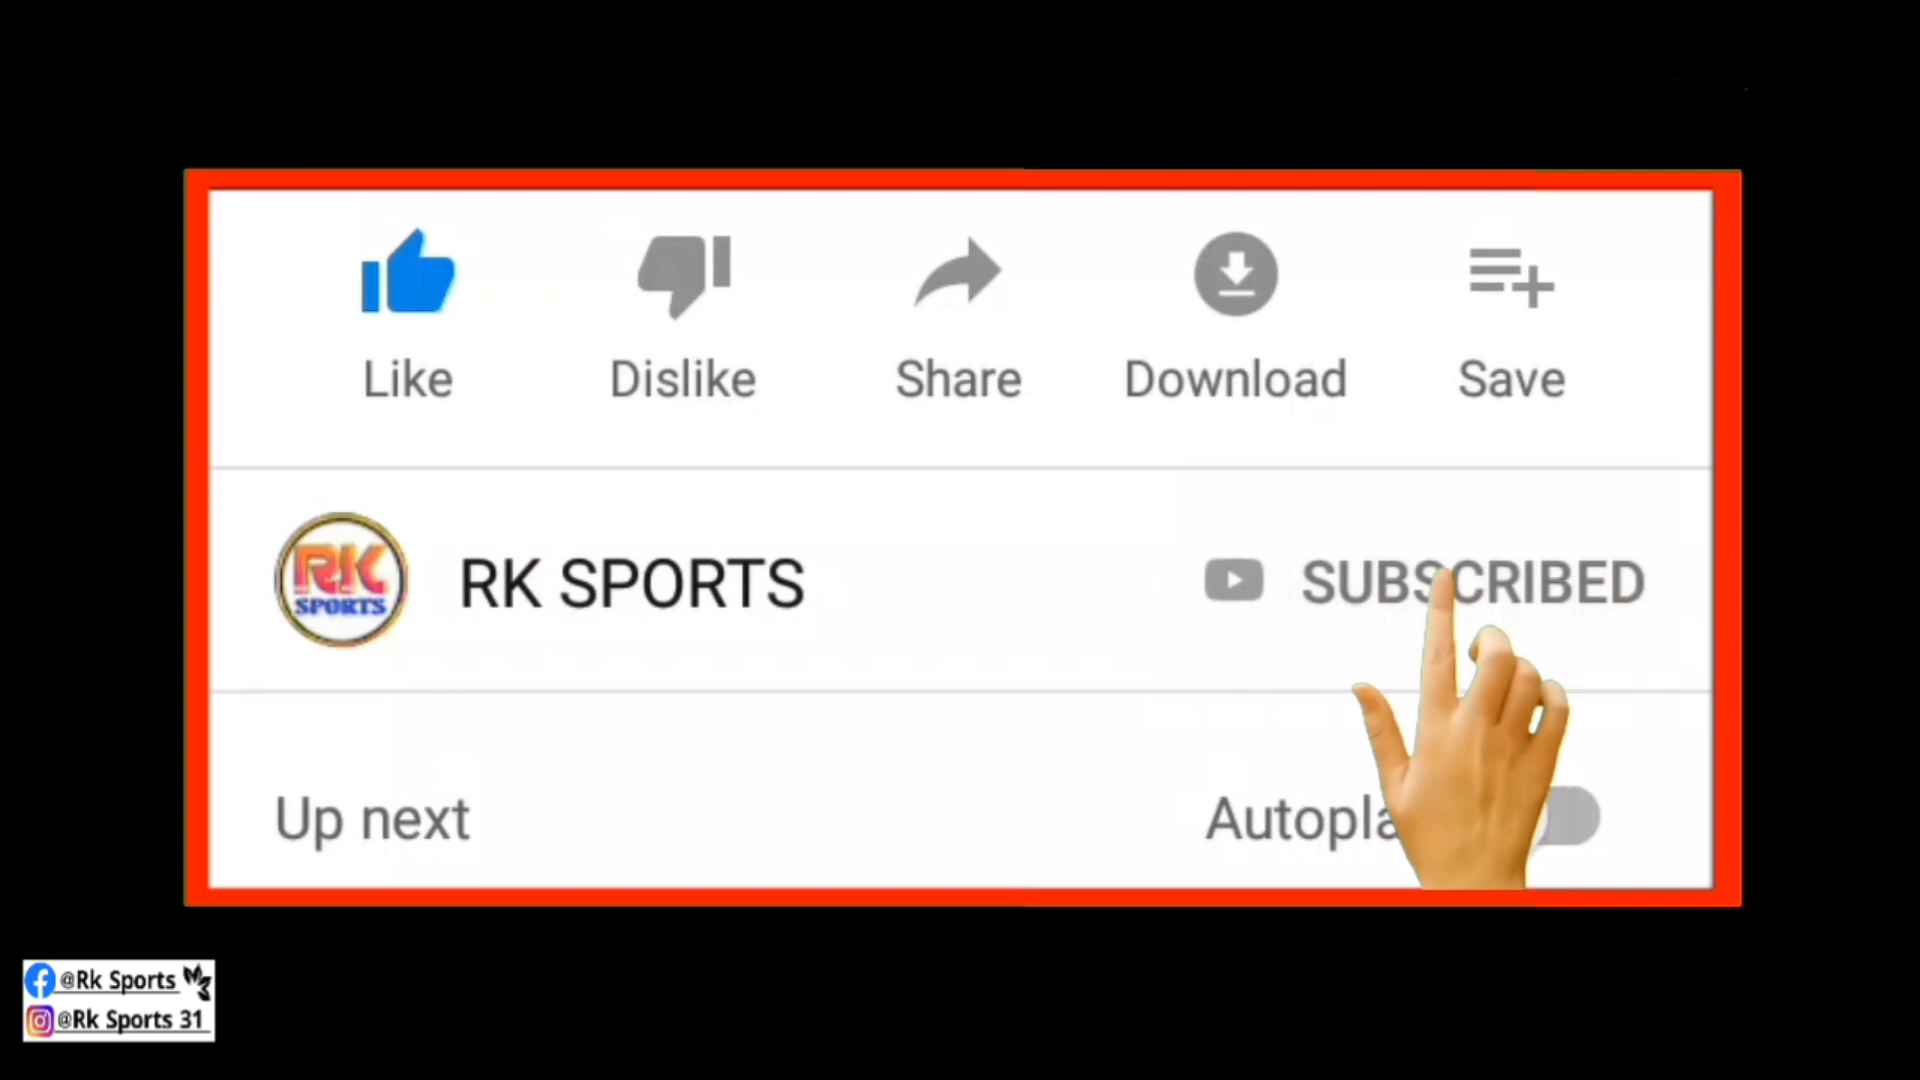 Like Dislike Share Download Save
RK
SPORTS
RK SPORTS SUBSCRIBED
Up next Autopla
@Rk Sports
@Rk Sports 31